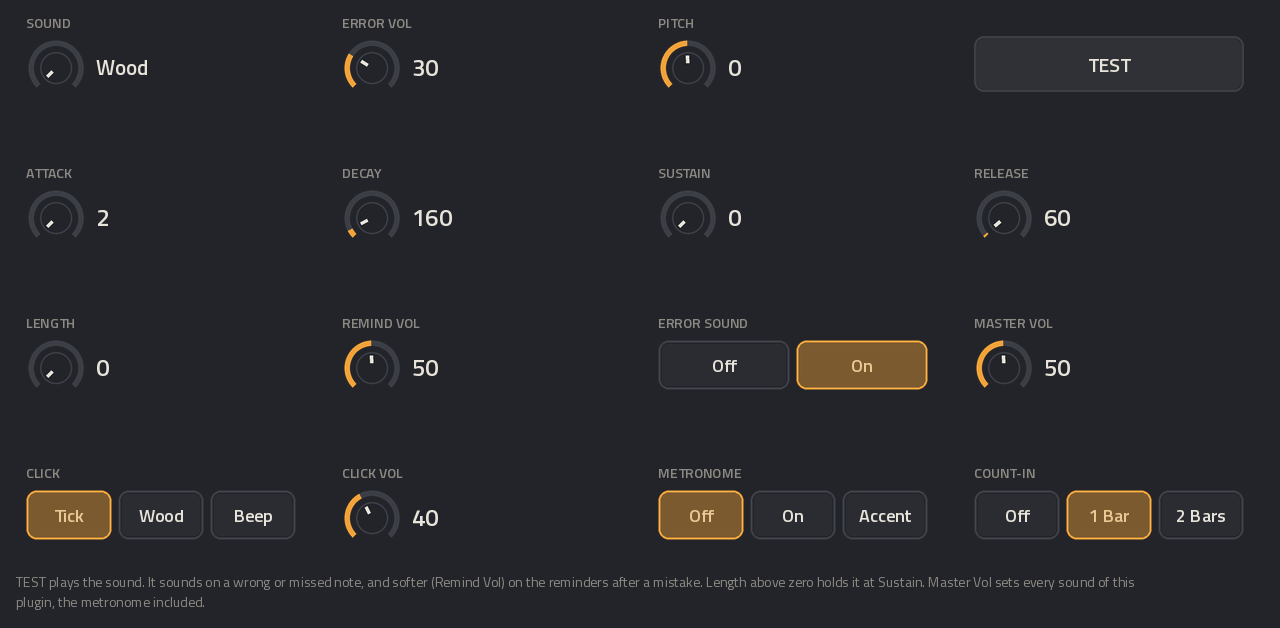 SOUND
Wood
ERROR VOL
30
PITCH
0
TEST
ATTACK
2
DECAY
160
SUSTAIN
0
RELEASE
60
LENGTH
0
REMIND VOL
50
ERROR SOUND
Off
On
MASTER VOL
50
CLICK
Tick
Wood
Beep
CLICK VOL
40
METRONOME
Off
On
Accent
COUNT-IN
Off
1 Bar
2 Bars
TEST plays the sound. It sounds on a wrong or missed note, and softer (Remind Vol) on the reminders after a mistake. Length above zero holds it at Sustain. Master Vol sets every sound of this
plugin, the metronome included.